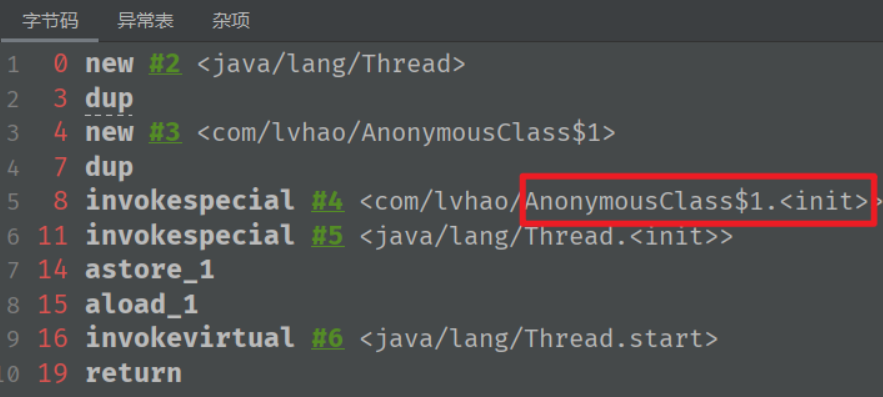 字节码 异常表 杂项
1 0 new #2 <java/lang/Thread>
2 3 dup
3 4 new #3 <com/lvhao/AnonymousClass$1>
4 7 dup
5 8 invokespecial #4 <com/lvhao/AnonymousClass$1.<init>>
6 11 invokespecial #5 <java/lang/Thread.<init>>
7 14 astore_1
8 15 aload_1
9 16 invokevirtual #6 <java/lang/Thread.start>
10 19 return